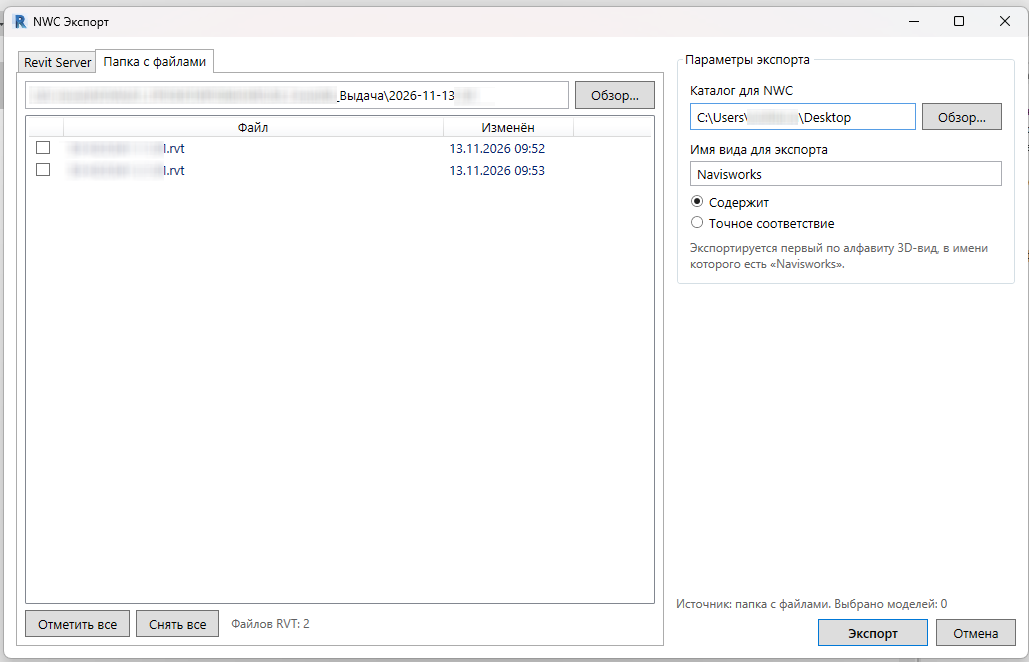 NWC Экспорт
Revit Server
Папка с файлами
_Выдача\2026-11-13
Обзор...
Файл
Изменён
.rvt
13.11.2026 09:52
.rvt
13.11.2026 09:53
Отметить все
Снять все
Файлов RVT: 2
Параметры экспорта
Каталог для NWC
C:\Users\ \Desktop
Обзор...
Имя вида для экспорта
Navisworks
Содержит
Точное соответствие
Экспортируется первый по алфавиту 3D-вид, в имени
которого есть «Navisworks».
Источник: папка с файлами. Выбрано моделей: 0
Экспорт
Отмена